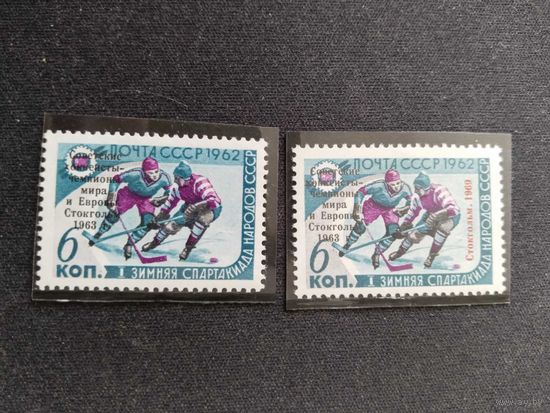 ПОЧТА СССР 1962
Советские
хоккеисты-
чемпионы
мира
и Европы
Стокгольм
1963
6
КОП.
I ЗИМНЯЯ СПАРТАКИАДА НАРОДОВ СССР
ПОЧТА СССР 1962
Советские
хоккеисты-
чемпионы
мира
и Европы
Стокгольм
1963
6
КОП.
I ЗИМНЯЯ СПАРТАКИАДА НАРОДОВ СССР
Стокгольм. 1969